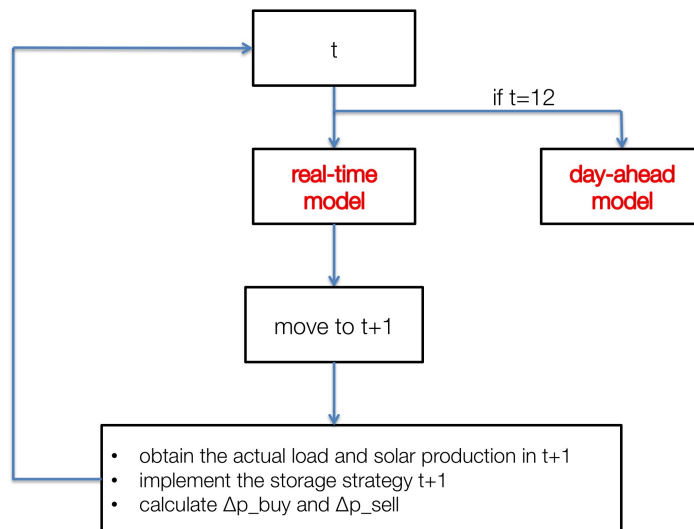 t
if t=12
real-time
model
day-ahead
model
move to t+1
• obtain the actual load and solar production in t+1
• implement the storage strategy t+1
• calculate Δp_buy and Δp_sell